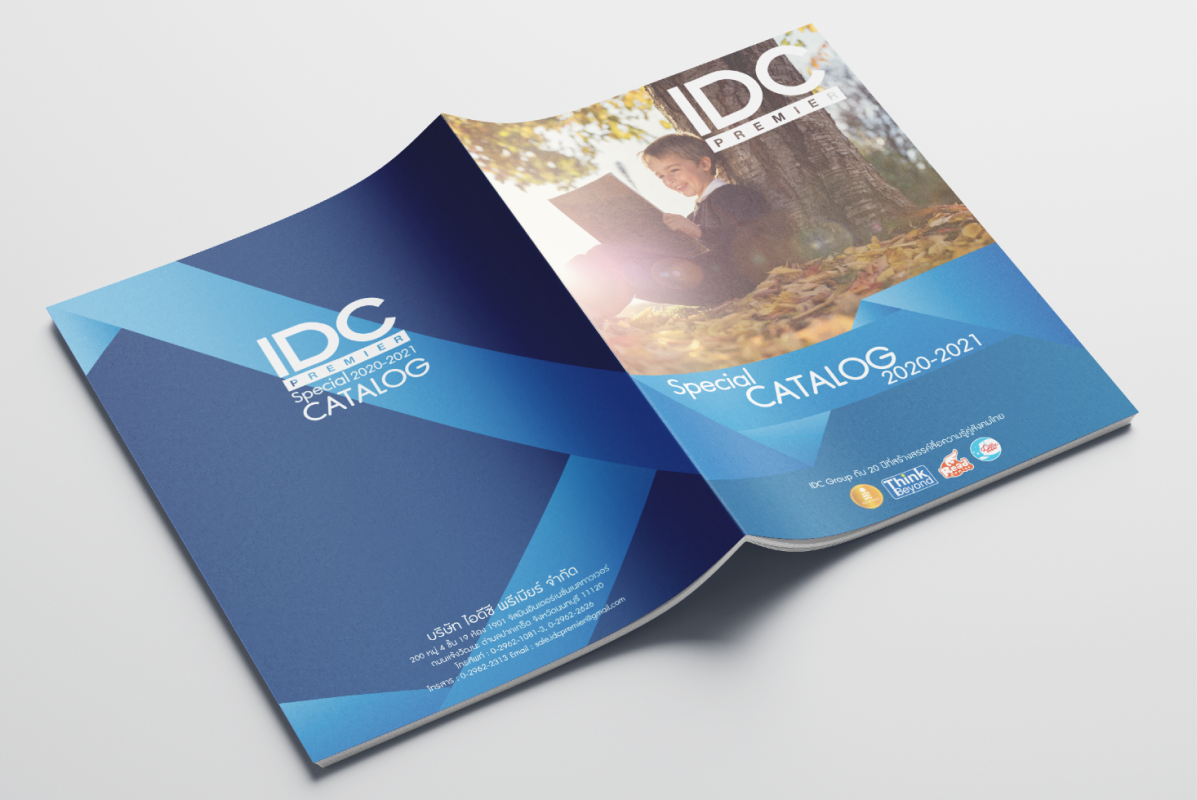 IDC
PREMIER
Special
CATALOG
2020-2021
IDC Group กับ 20 ปีที่สร้างสรรค์สื่อความรู้คู่สังคมไทย
Think
Beyond
Read
IDC
PREMIER
Special 2020-2021
CATALOG
บริษัท ไอดีซี พรีเมียร์ จำกัด
200 หมู่ 4 ชั้น 19 ห้อง 1901 จัสมินอินเตอร์เนชั่นแนลทาวเวอร์
ถนนแจ้งวัฒนะ ตำบลปากเกร็ด จังหวัดนนทบุรี 11120
โทรศัพท์ : 0-2962-1081-3, 0-2962-2626
โทรสาร : 0-2962-2313 Email : sale.idcpremier@gmail.com